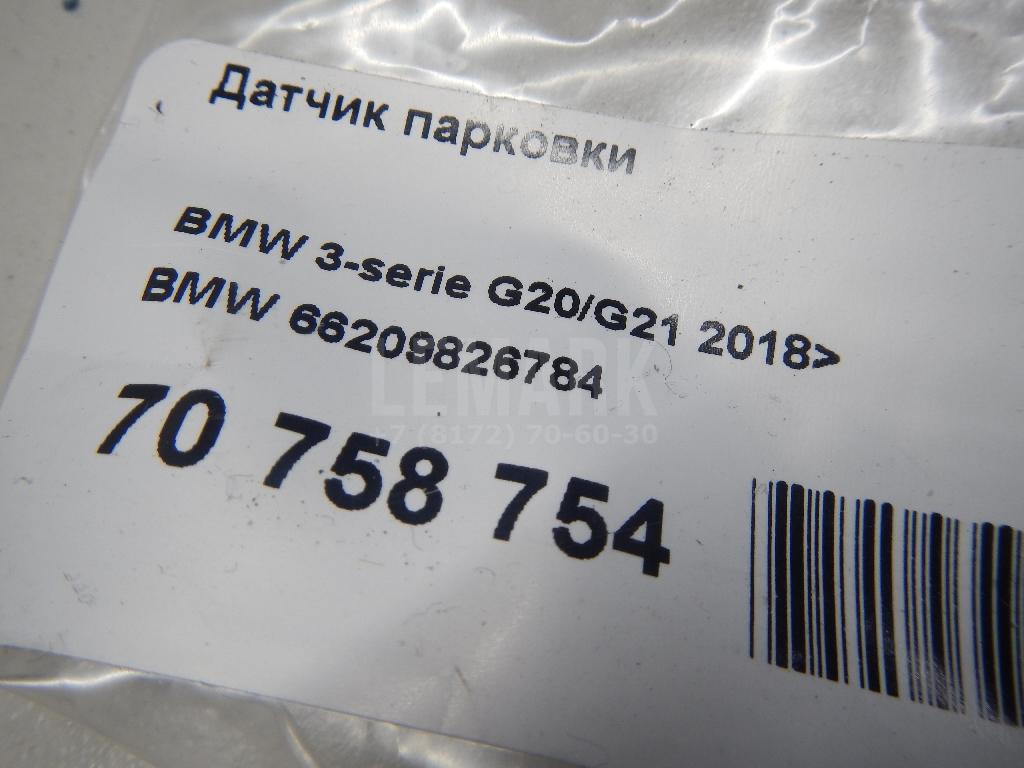 Датчик парковки
BMW 3-serie G20/G21 2018>
BMW 66209826784
LEMARK
+7 (8172) 70-60-30
70 758 754